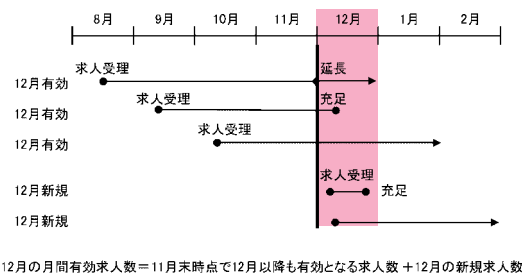 8月 9月 10月 11月 12月 1月 2月
求人受理 延長
12月有効
求人受理 充足
12月有効
求人受理
12月有効
求人受理
12月新規 充足
12月新規
12月の月間有効求人数＝11月末時点で12月以降も有効となる求人数＋12月の新規求人数